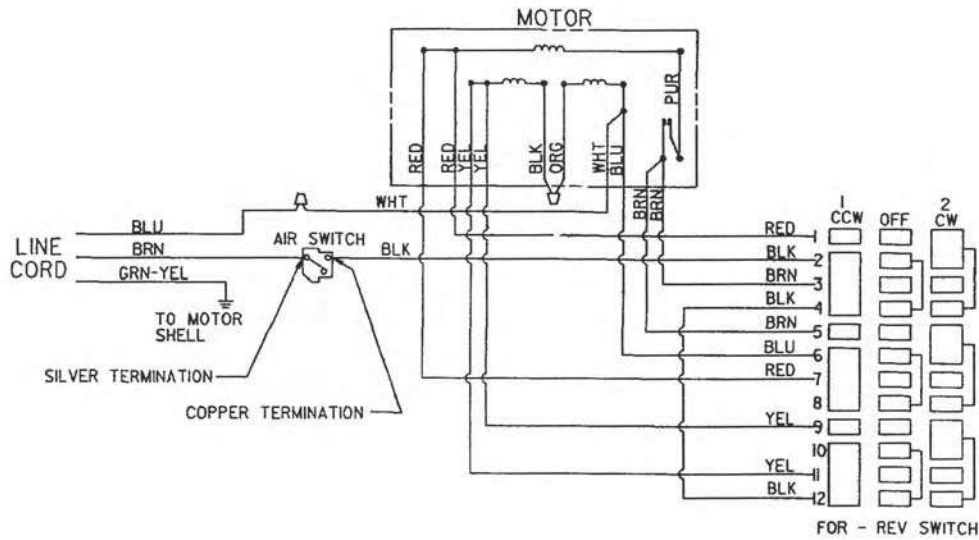 MOTOR
PUR
RED
RED
YEL
YEL
BLK
ORG
WHT
BLU
BRN
BRN
WHT
BLU
LINE
CORD
BRN
AIR SWITCH
BLK
GRN-YEL
TO MOTOR
SHELL
SILVER TERMINATION
COPPER TERMINATION
1 2
CCW OFF CW
RED 1
BLK 2
BRN 3
BLK 4
BRN 5
BLU 6
RED 7
8
YEL 9
10
YEL 11
BLK 12
FOR - REV SWITCH